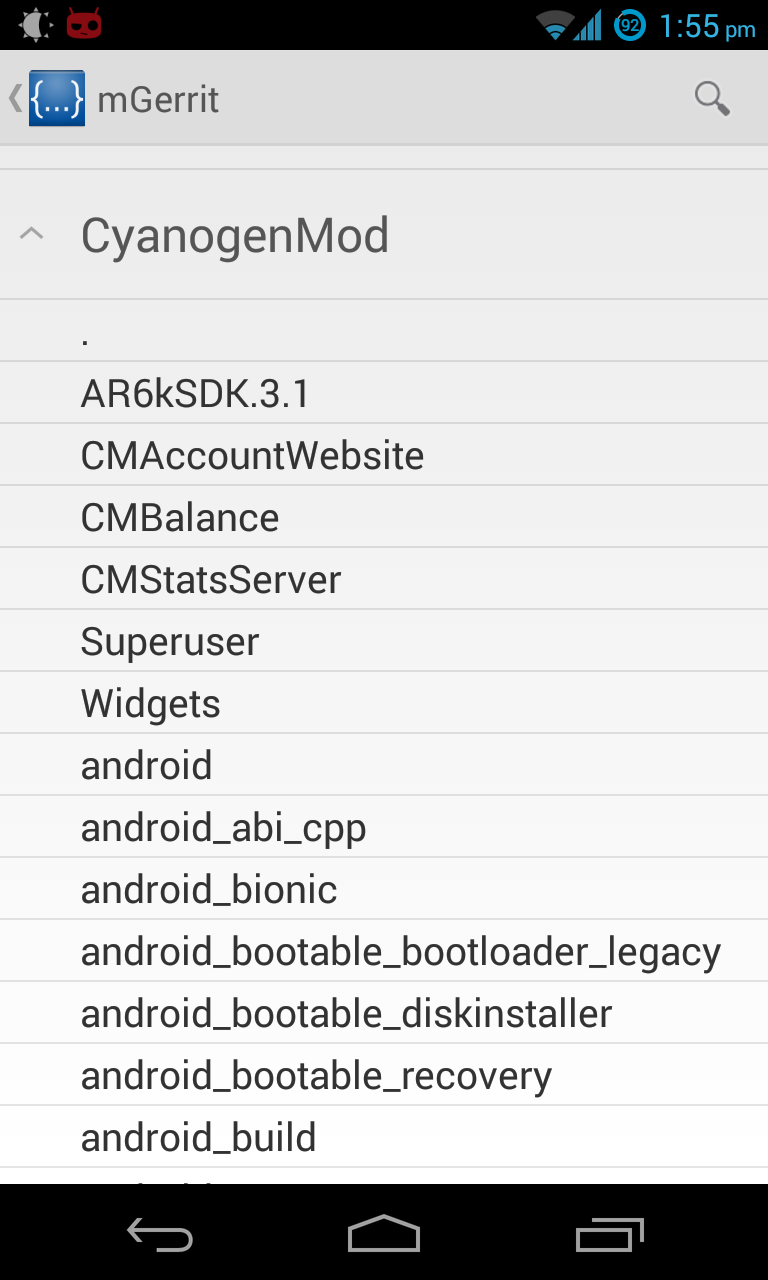 92 1:55 pm
{...} mGerrit
CyanogenMod
.
AR6kSDK.3.1
CMAccountWebsite
CMBalance
CMStatsServer
Superuser
Widgets
android
android_abi_cpp
android_bionic
android_bootable_bootloader_legacy
android_bootable_diskinstaller
android_bootable_recovery
android_build